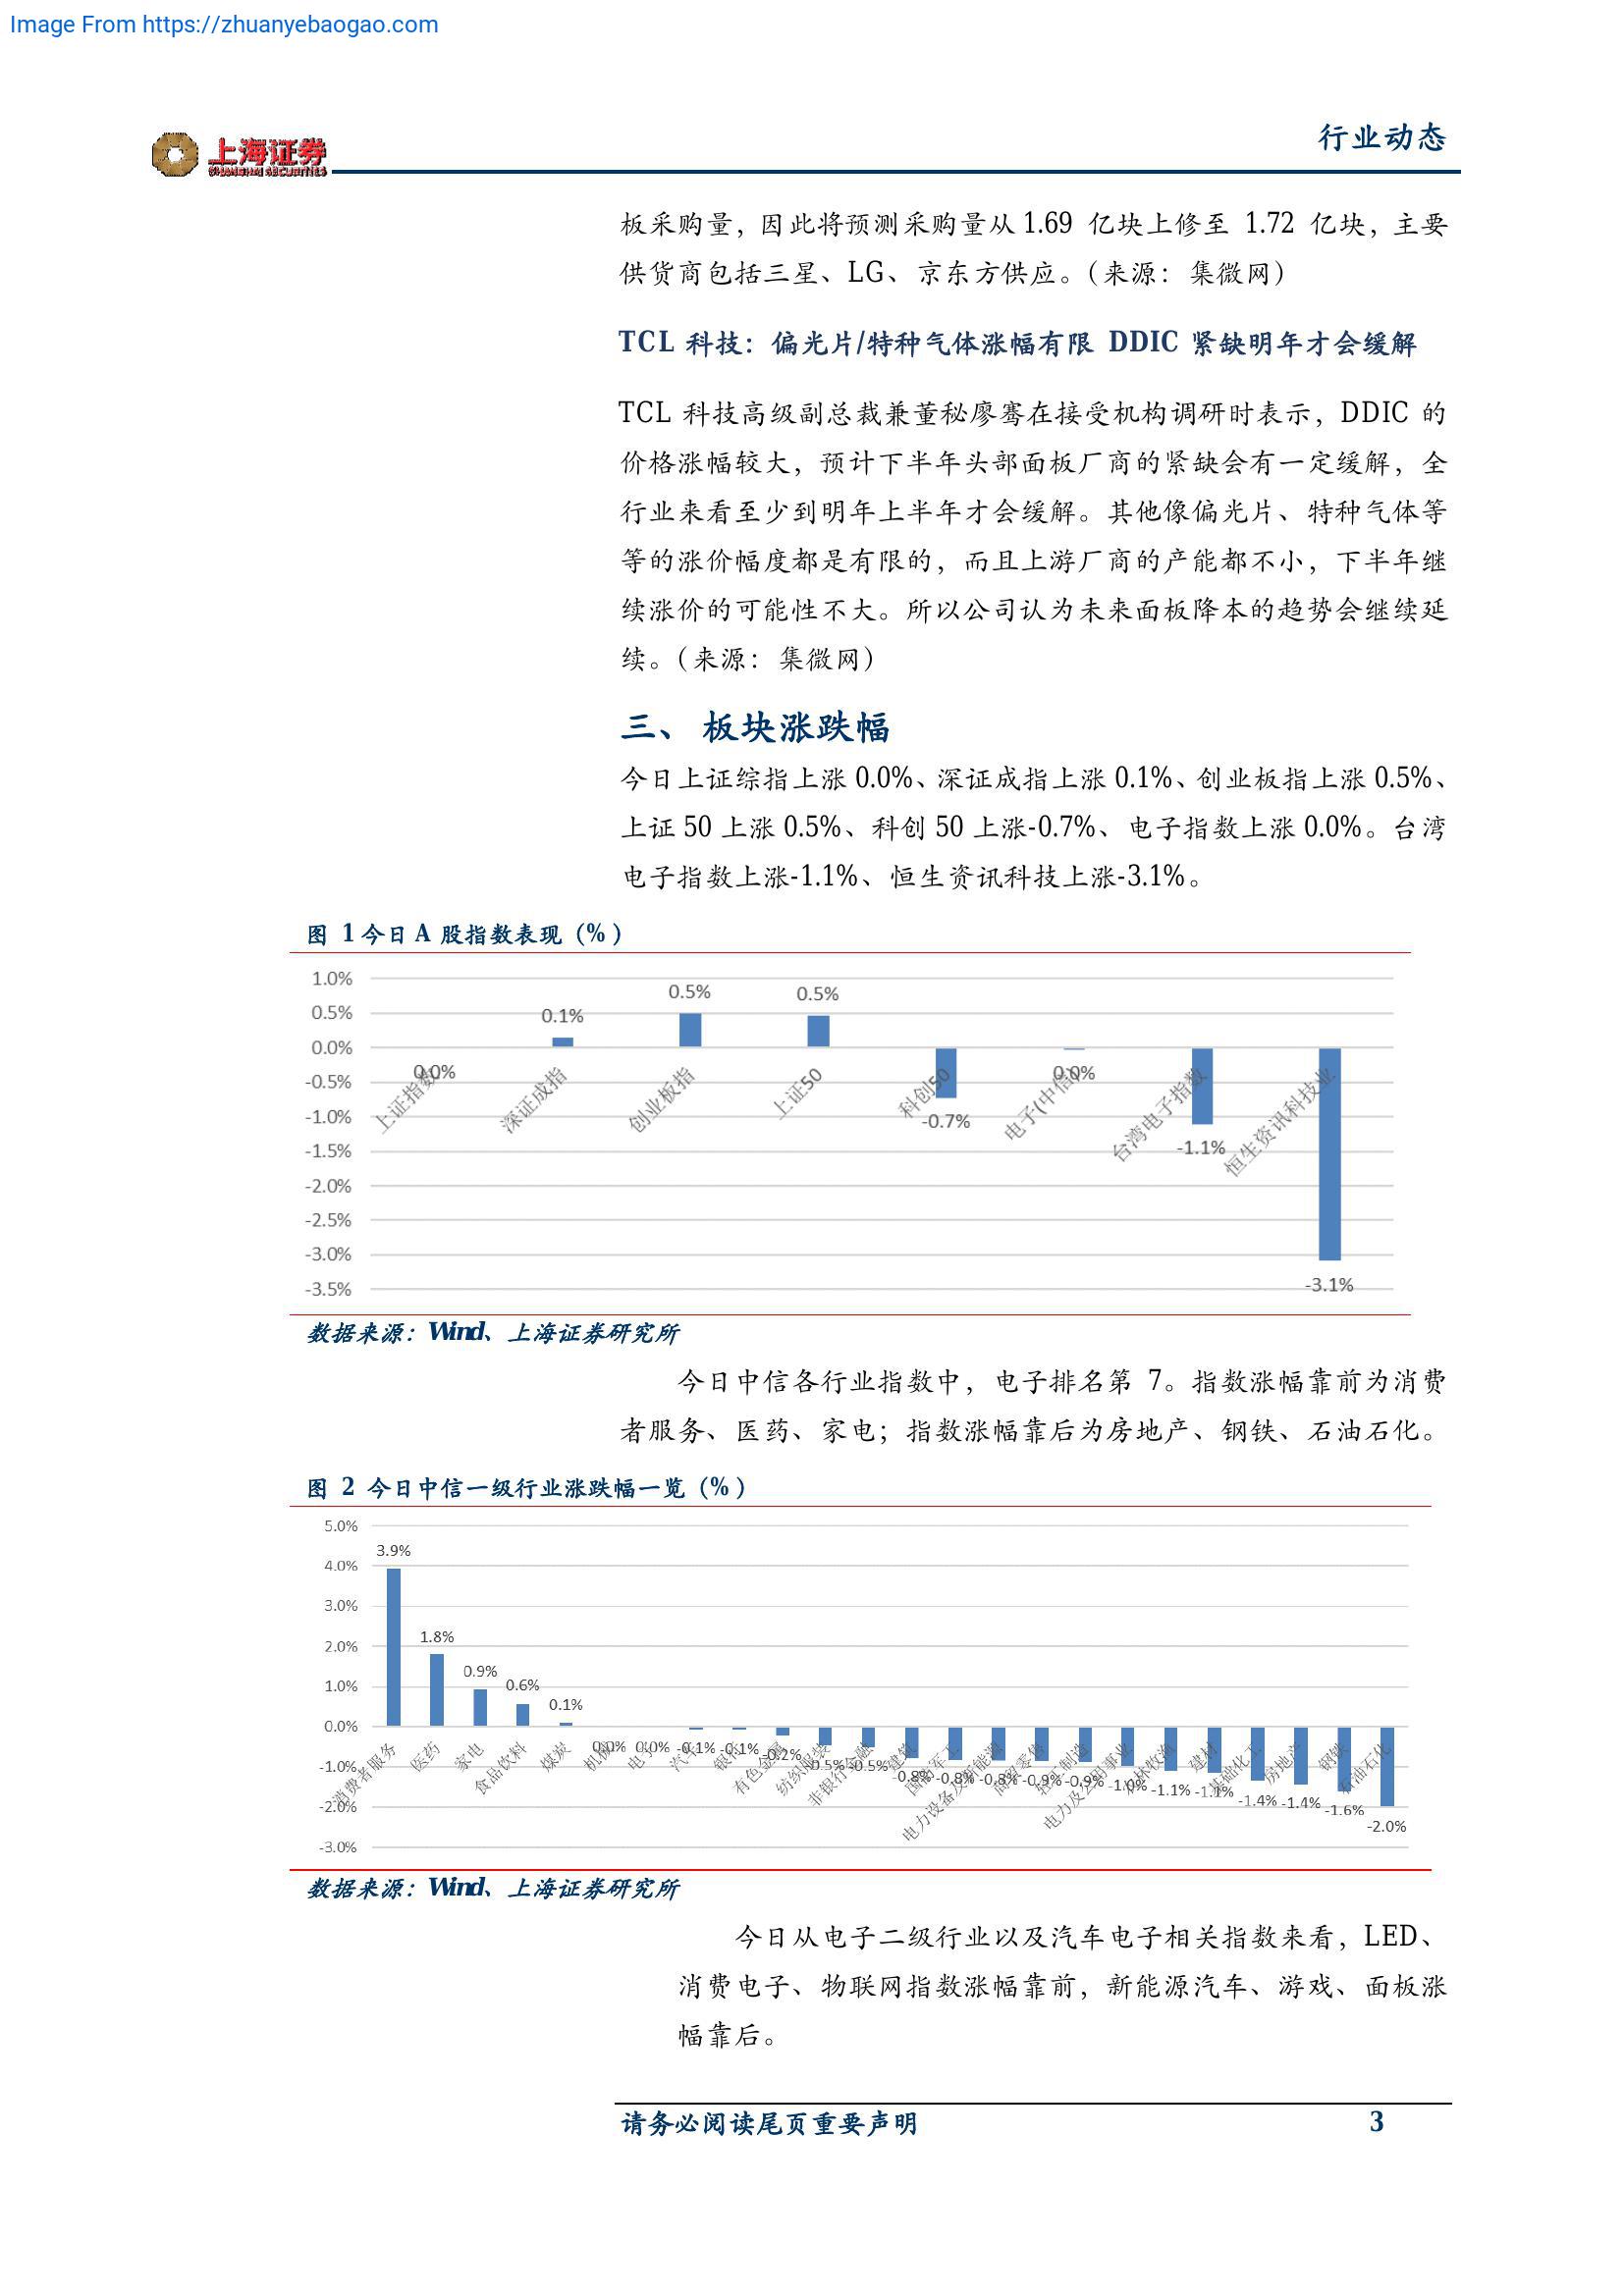 Image From https://zhuanyebaogao.com
上海证券
SHANGHAI SECURITIES
行业动态
板采购量，因此将预测采购量从 1.69 亿块上修至 1.72 亿块，主要
供货商包括三星、LG、京东方供应。（来源：集微网）
TCL 科技：偏光片/特种气体涨幅有限 DDIC 紧缺明年才会缓解
TCL 科技高级副总裁兼董秘廖骞在接受机构调研时表示，DDIC 的
价格涨幅较大，预计下半年头部面板厂商的紧缺会有一定缓解，全
行业来看至少到明年上半年才会缓解。其他像偏光片、特种气体等
等的涨价幅度都是有限的，而且上游厂商的产能都不小，下半年继
续涨价的可能性不大。所以公司认为未来面板降本的趋势会继续延
续。（来源：集微网）
三、 板块涨跌幅
今日上证综指上涨 0.0%、深证成指上涨 0.1%、创业板指上涨 0.5%、
上证 50 上涨 0.5%、科创 50 上涨-0.7%、电子指数上涨 0.0%。台湾
电子指数上涨-1.1%、恒生资讯科技上涨-3.1%。
图 1 今日 A 股指数表现（%）
1.0%
0.5%
0.0%
-0.5%
-1.0%
-1.5%
-2.0%
-2.5%
-3.0%
-3.5%
0.0%
0.1%
0.5%
0.5%
-0.7%
0.0%
-1.1%
-3.1%
上证指数
深证成指
创业板指
上证50
科创50
电子(中信)
台湾电子指数
恒生资讯科技业
数据来源：Wind、上海证券研究所
今日中信各行业指数中，电子排名第 7。指数涨幅靠前为消费
者服务、医药、家电；指数涨幅靠后为房地产、钢铁、石油石化。
图 2 今日中信一级行业涨跌幅一览（%）
5.0%
4.0%
3.0%
2.0%
1.0%
0.0%
-1.0%
-2.0%
-3.0%
3.9%
1.8%
0.9%
0.6%
0.1%
0.0%
0.0%
-0.1%
-0.1%
-0.2%
-0.5%
-0.5%
-0.8%
-0.8%
-0.8%
-0.9%
-0.9%
-1.0%
-1.1%
-1.1%
-1.4%
-1.4%
-1.6%
-2.0%
消费者服务
医药
家电
食品饮料
煤炭
机械
电子
汽车
银行
有色金属
纺织服装
非银行金融
建筑
国防军工
电力设备及新能源
商贸零售
轻工制造
电力及公用事业
农林牧渔
建材
基础化工
房地产
钢铁
石油石化
数据来源：Wind、上海证券研究所
今日从电子二级行业以及汽车电子相关指数来看，LED、
消费电子、物联网指数涨幅靠前，新能源汽车、游戏、面板涨
幅靠后。
请务必阅读尾页重要声明
3